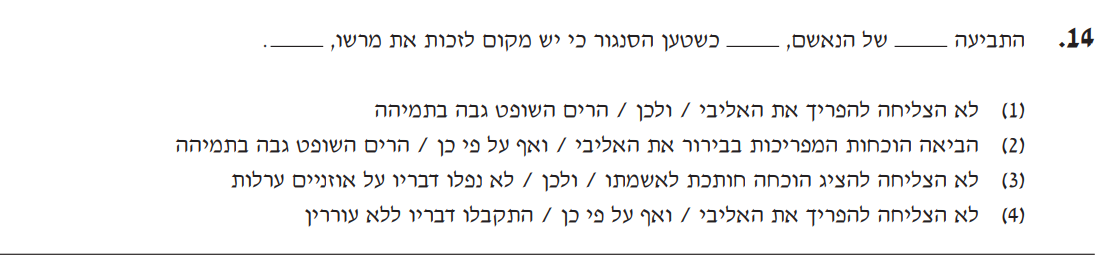 14. התביעה _____ של הנאשם, _____ כשטען הסנגור כי יש מקום לזכות את מרשו, _____ .
(1) לא הצליחה להפריך את האליבי / ולכן / הרים השופט גבה בתמיהה
(2) הביאה הוכחות המפריכות בבירור את האליבי / ואף על פי כן / הרים השופט גבה בתמיהה
(3) לא הצליחה להציג הוכחה חותכת לאשמתו / ולכן / לא נפלו דבריו על אוזניים ערלות
(4) לא הצליחה להפריך את האליבי / ואף על פי כן / התקבלו דבריו ללא עוררין